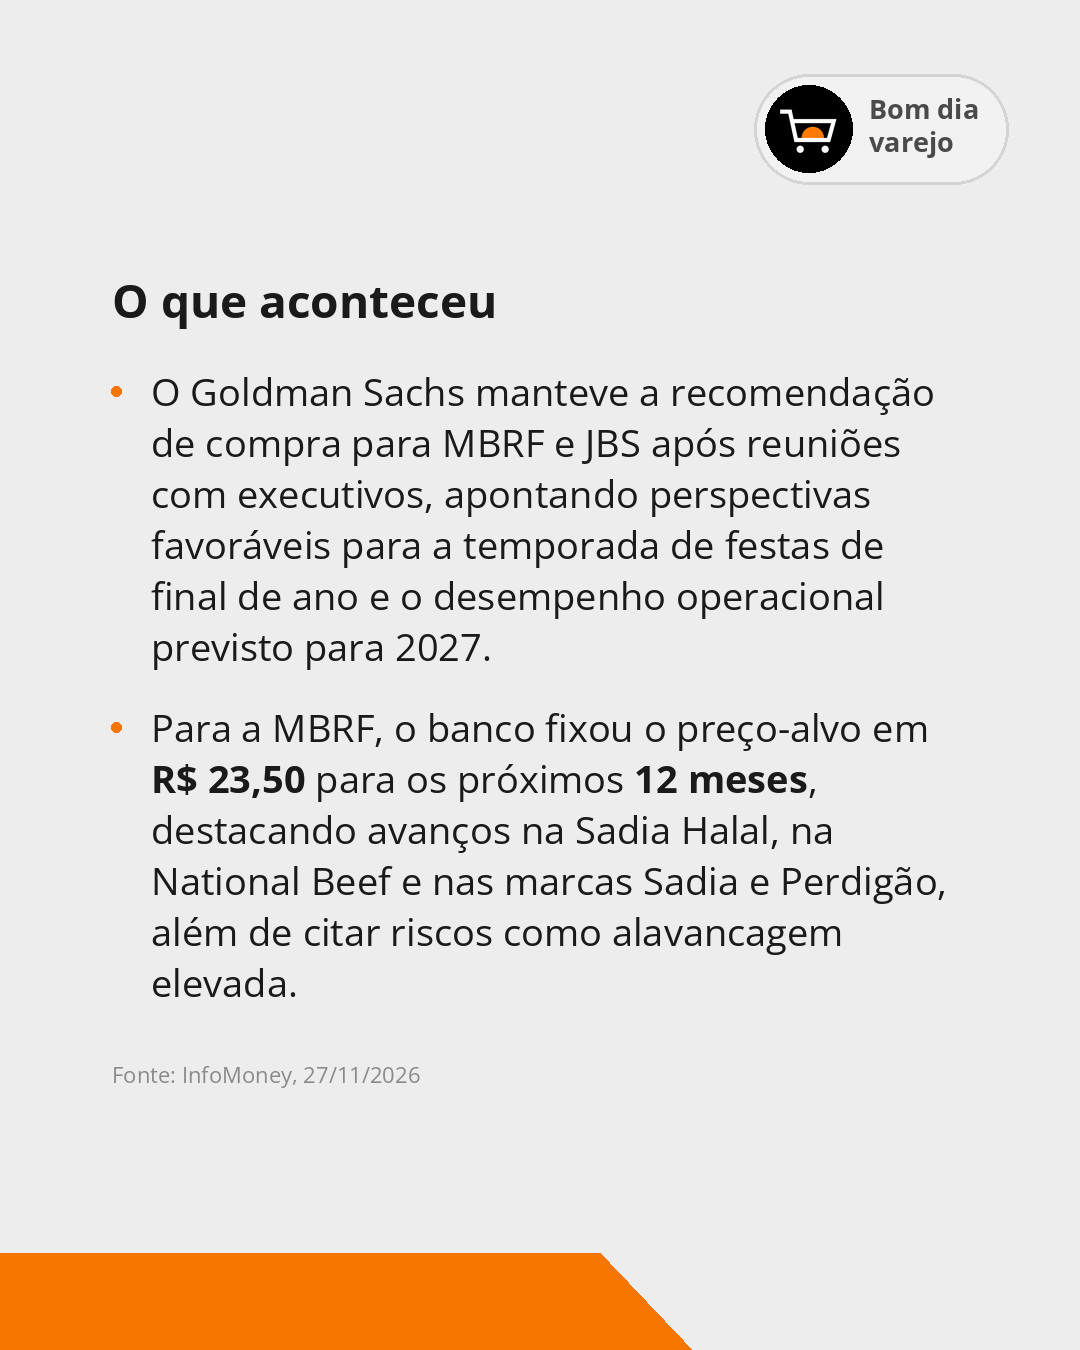 Bom dia
varejo
O que aconteceu
• O Goldman Sachs manteve a recomendação
de compra para MBRF e JBS após reuniões
com executivos, apontando perspectivas
favoráveis para a temporada de festas de
final de ano e o desempenho operacional
previsto para 2027.
• Para a MBRF, o banco fixou o preço-alvo em
R$ 23,50 para os próximos 12 meses,
destacando avanços na Sadia Halal, na
National Beef e nas marcas Sadia e Perdigão,
além de citar riscos como alavancagem
elevada.
Fonte: InfoMoney, 27/11/2026